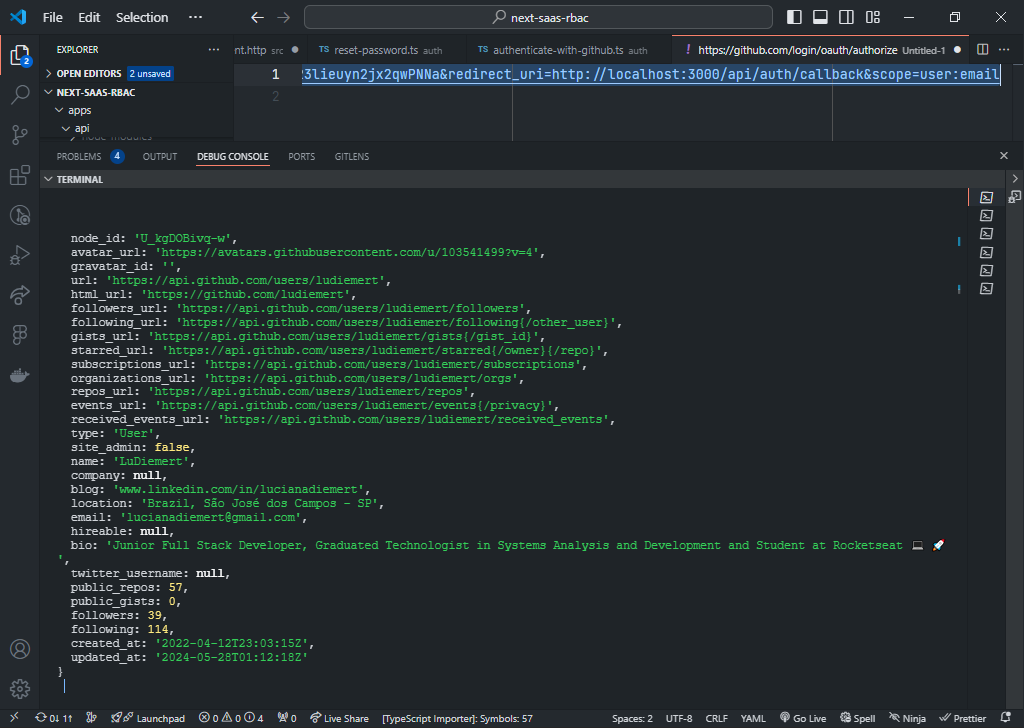 File Edit Selection ··· next-saas-rbac
EXPLORER ···
nt.http src ● TS reset-password.ts auth TS authenticate-with-github.ts auth ! https://github.com/login/oauth/authorize Untitled-1 ● ···
OPEN EDITORS 2 unsaved
1 3lieuyn2jx2qwPNNa&redirect_uri=http://localhost:3000/api/auth/callback&scope=user:email
2
NEXT-SAAS-RBAC
apps
api
node_modules
2
PROBLEMS 4 OUTPUT DEBUG CONSOLE PORTS GITLENS
TERMINAL
node_id: 'U_kgDOBivq-w',
avatar_url: 'https://avatars.githubusercontent.com/u/103541499?v=4',
gravatar_id: '',
url: 'https://api.github.com/users/ludiemert',
html_url: 'https://github.com/ludiemert',
followers_url: 'https://api.github.com/users/ludiemert/followers',
following_url: 'https://api.github.com/users/ludiemert/following{/other_user}',
gists_url: 'https://api.github.com/users/ludiemert/gists{/gist_id}',
starred_url: 'https://api.github.com/users/ludiemert/starred{/owner}{/repo}',
subscriptions_url: 'https://api.github.com/users/ludiemert/subscriptions',
organizations_url: 'https://api.github.com/users/ludiemert/orgs',
repos_url: 'https://api.github.com/users/ludiemert/repos',
events_url: 'https://api.github.com/users/ludiemert/events{/privacy}',
received_events_url: 'https://api.github.com/users/ludiemert/received_events',
type: 'User',
site_admin: false,
name: 'LuDiemert',
company: null,
blog: 'www.linkedin.com/in/lucianadiemert',
location: 'Brazil, São José dos Campos - SP',
email: 'lucianadiemert@gmail.com',
hireable: null,
bio: 'Junior Full Stack Developer, Graduated Technologist in Systems Analysis and Development and Student at Rocketseat 💻 🚀
',
twitter_username: null,
public_repos: 57,
public_gists: 0,
followers: 39,
following: 114,
created_at: '2022-04-12T23:03:15Z',
updated_at: '2024-05-28T01:12:18Z'
}
0↓ 1↑ Launchpad 0 0 4 0 Live Share [TypeScript Importer]: Symbols: 57 Spaces: 2 UTF-8 CRLF YAML Go Live Spell Ninja Prettier